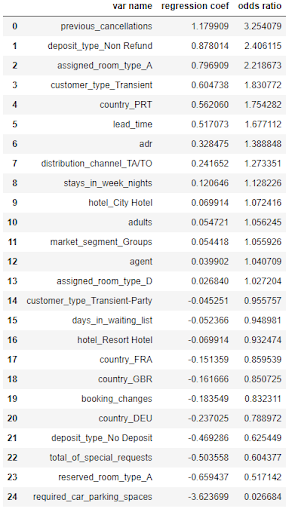 var name regression coef odds ratio
0 previous_cancellations 1.179909 3.254079
1 deposit_type_Non Refund 0.878014 2.406115
2 assigned_room_type_A 0.796909 2.218673
3 customer_type_Transient 0.604738 1.830772
4 country_PRT 0.562060 1.754282
5 lead_time 0.517073 1.677112
6 adr 0.328475 1.388848
7 distribution_channel_TA/TO 0.241652 1.273351
8 stays_in_week_nights 0.120646 1.128226
9 hotel_City Hotel 0.069914 1.072416
10 adults 0.054721 1.056245
11 market_segment_Groups 0.054418 1.055926
12 agent 0.039902 1.040709
13 assigned_room_type_D 0.026840 1.027204
14 customer_type_Transient-Party -0.045251 0.955757
15 days_in_waiting_list -0.052366 0.948981
16 hotel_Resort Hotel -0.069914 0.932474
17 country_FRA -0.151359 0.859539
18 country_GBR -0.161666 0.850725
19 booking_changes -0.183549 0.832311
20 country_DEU -0.237025 0.788972
21 deposit_type_No Deposit -0.469286 0.625449
22 total_of_special_requests -0.503558 0.604377
23 reserved_room_type_A -0.659437 0.517142
24 required_car_parking_spaces -3.623699 0.026684